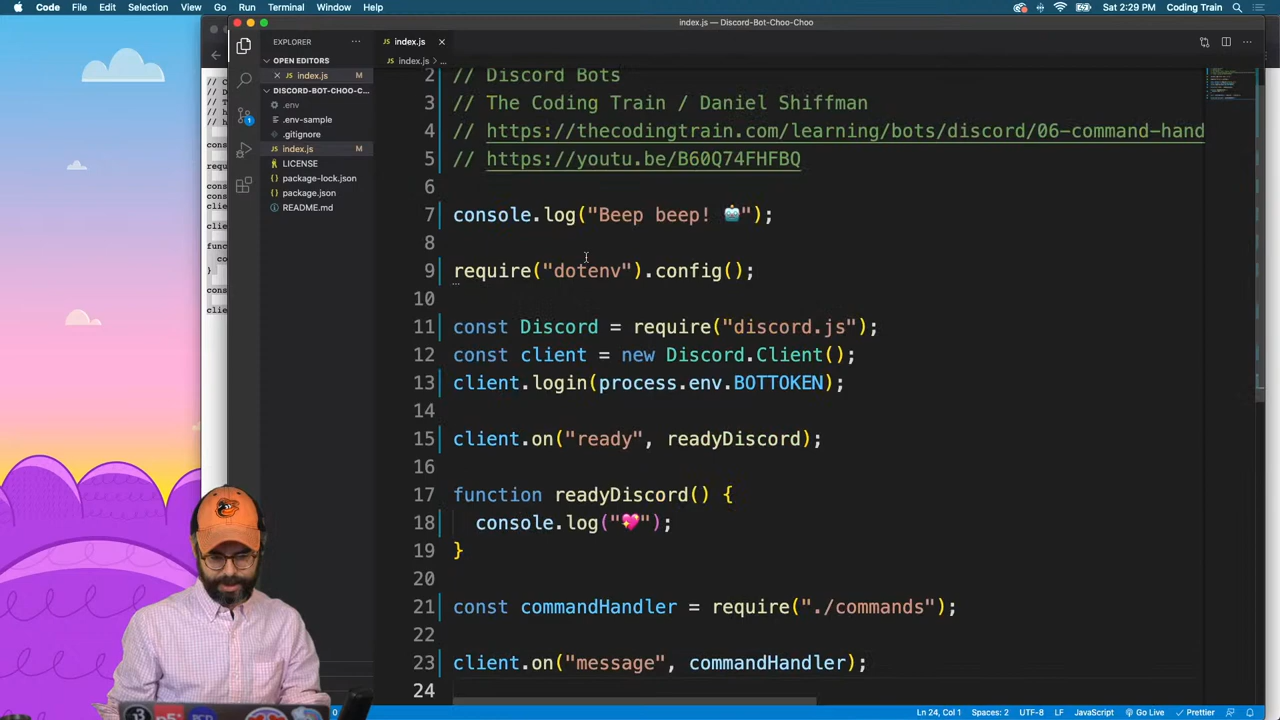 Code File Edit Selection View Go Run Terminal Window Help Sat 2:29 PM Coding Train
index.js — Discord-Bot-Choo-Choo
EXPLORER
index.js
OPEN EDITORS
index.js > ...
index.js M
DISCORD-BOT-CHOO-C...
.env
.env-sample
.gitignore
index.js M
LICENSE
package-lock.json
package.json
README.md
1
2 // Discord Bots
3 // The Coding Train / Daniel Shiffman
4 // https://thecodingtrain.com/learning/bots/discord/06-command-hand
5 // https://youtu.be/B60Q74FHFBQ
6
7 console.log("Beep beep! 🤖");
8
9 require("dotenv").config();
10
11 const Discord = require("discord.js");
12 const client = new Discord.Client();
13 client.login(process.env.BOTTOKEN);
14
15 client.on("ready", readyDiscord);
16
17 function readyDiscord() {
18 console.log("💖");
19 }
20
21 const commandHandler = require("./commands");
22
23 client.on("message", commandHandler);
24
0 Ln 24, Col 1 Spaces: 2 UTF-8 LF JavaScript Go Live Prettier